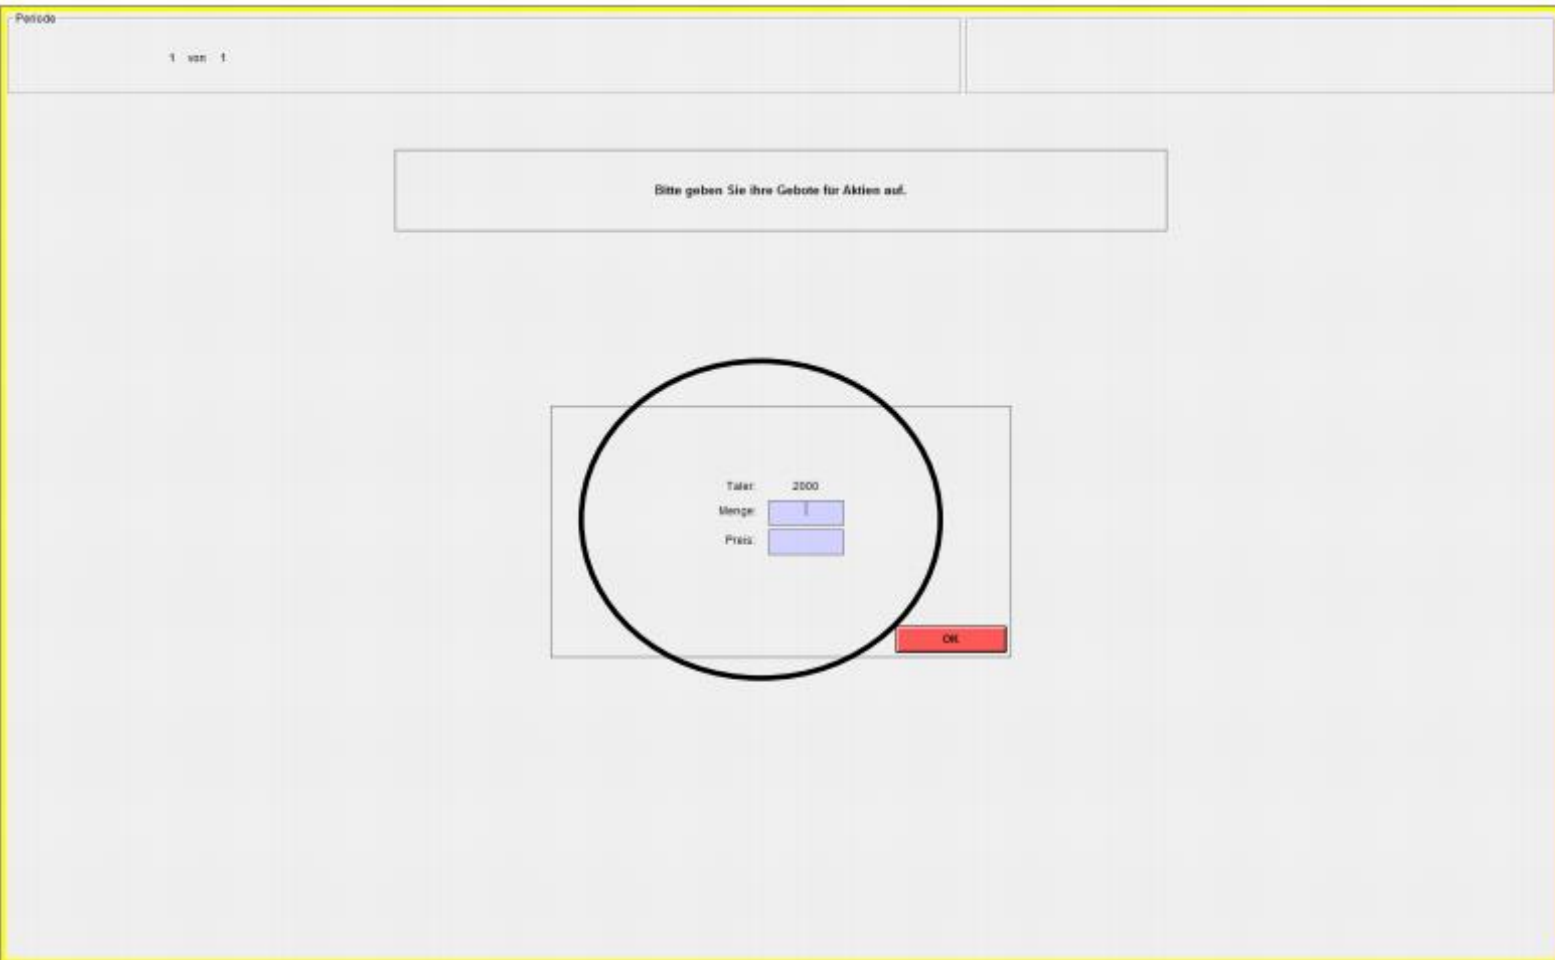 Periode
1 von 1
Bitte geben Sie ihre Gebote für Aktien auf.
Taler: 2000
Menge:
Preis:
OK